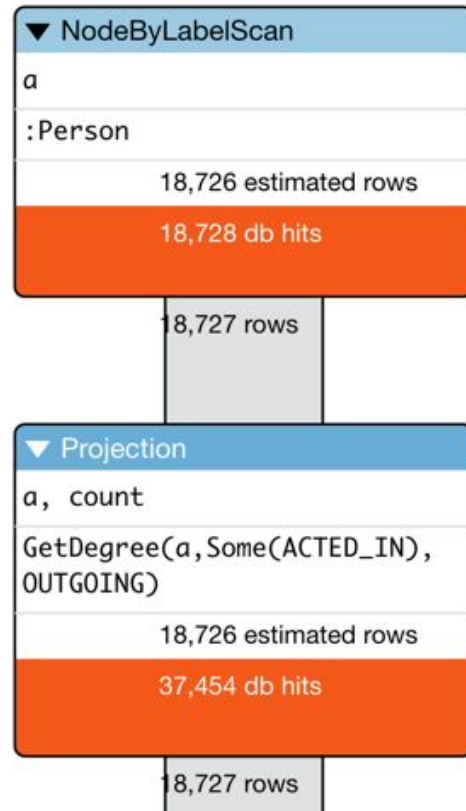 NodeByLabelScan
a
:Person
18,726 estimated rows
18,728 db hits
18,727 rows
Projection
a, count
GetDegree(a,Some(ACTED_IN),
OUTGOING)
18,726 estimated rows
37,454 db hits
18,727 rows